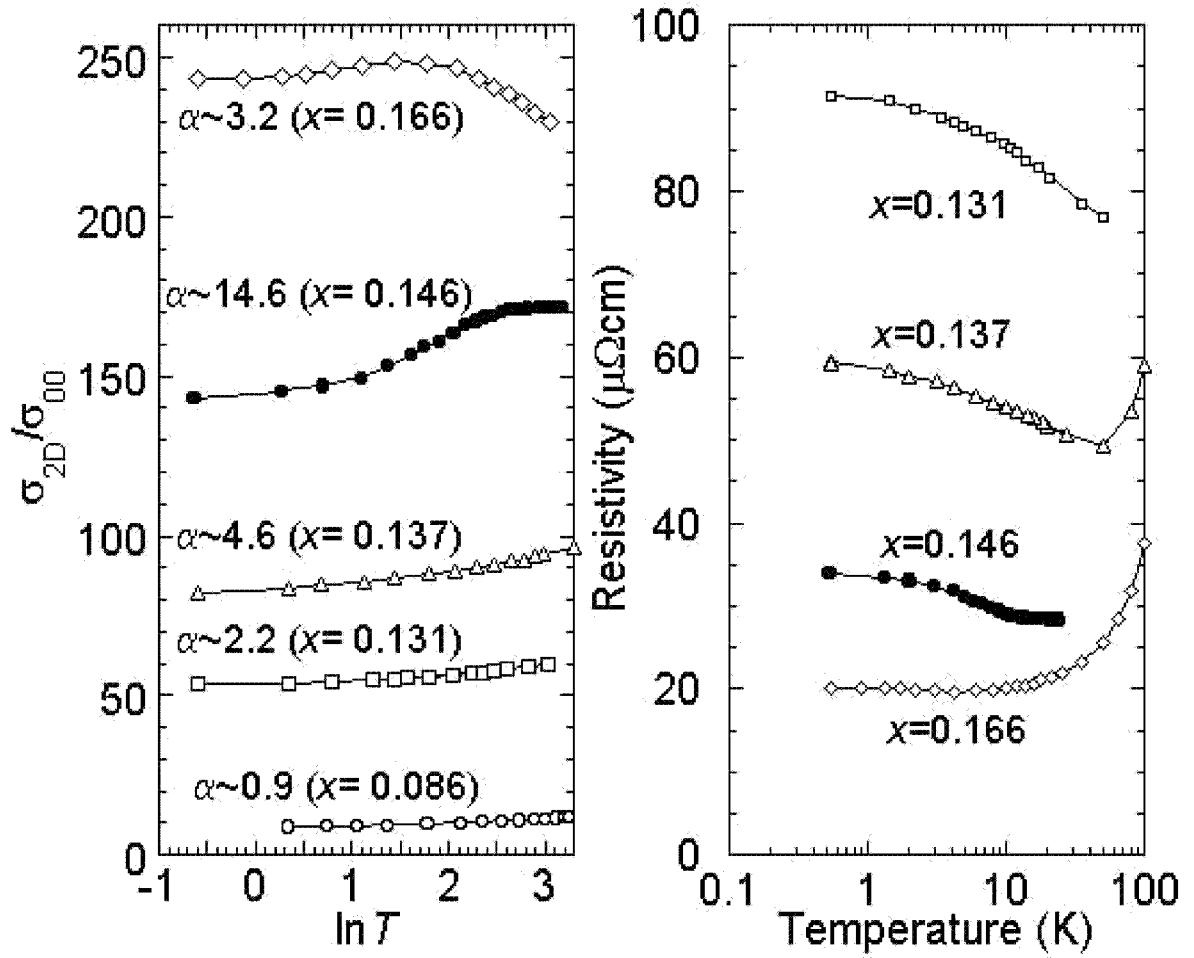 σ2D/σ00
250
200
150
100
50
0
α~3.2 (x= 0.166)
α~14.6 (x= 0.146)
α~4.6 (x= 0.137)
α~2.2 (x= 0.131)
α~0.9 (x= 0.086)
-1 0 1 2 3
lnT
Resistivity (μΩcm)
100
80
60
40
20
0
x=0.131
x=0.137
x=0.146
x=0.166
0.1 1 10 100
Temperature (K)